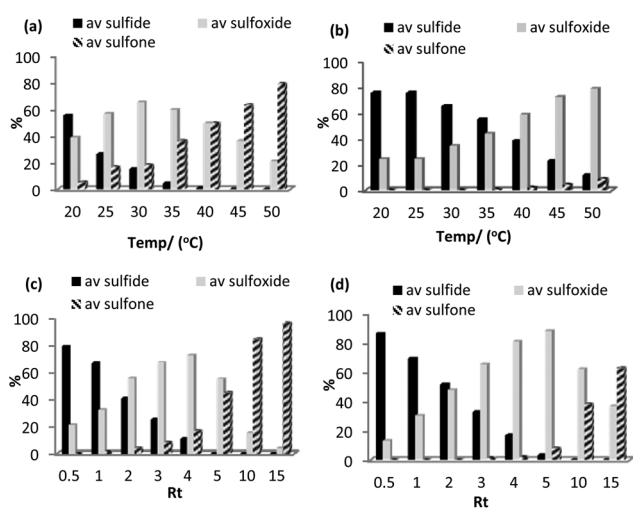 (a)
av sulfide
av sulfoxide
av sulfone
100
80
60
40
20
0
%
20 25 30 35 40 45 50
Temp/ (°C)
(b)
av sulfide
av sulfoxide
av sulfone
100
80
60
40
20
0
%
20 25 30 35 40 45 50
Temp/ (°C)
(c)
av sulfide
av sulfoxide
av sulfone
100
80
60
40
20
0
%
0.5 1 2 3 4 5 10 15
Rt
(d)
av sulfide
av sulfoxide
av sulfone
100
80
60
40
20
0
%
0.5 1 2 3 4 5 10 15
Rt